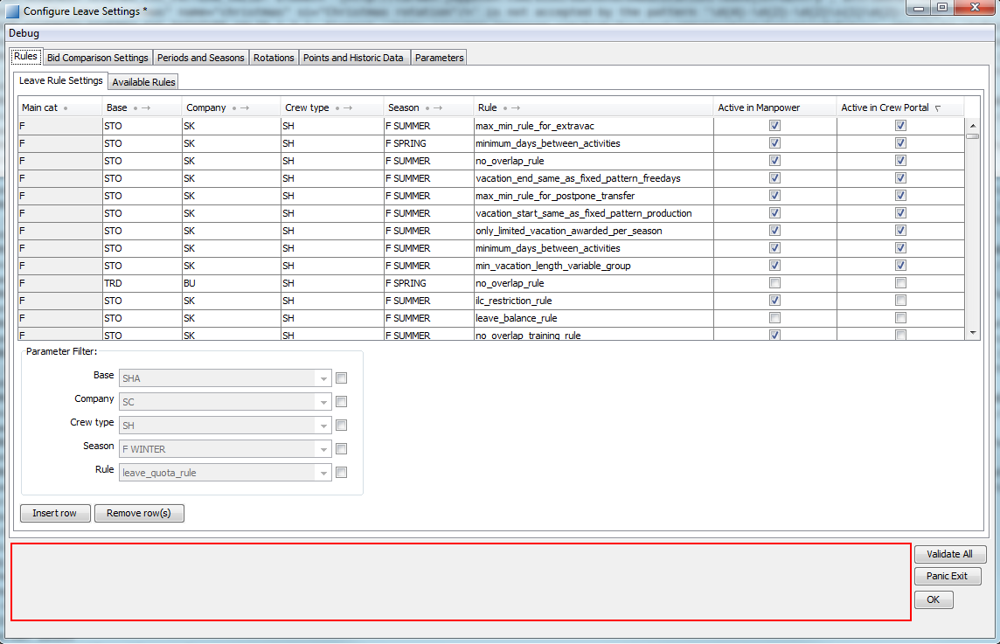 Configure Leave Settings *
Debug
Rules Bid Comparison Settings Periods and Seasons Rotations Points and Historic Data Parameters
Leave Rule Settings Available Rules
Main cat Base Company Crew type Season Rule Active in Manpower Active in Crew Portal
F STO SK SH F SUMMER max_min_rule_for_extravac
F STO SK SH F SPRING minimum_days_between_activities
F STO SK SH F SUMMER no_overlap_rule
F STO SK SH F SUMMER vacation_end_same_as_fixed_pattern_freedays
F STO SK SH F SUMMER max_min_rule_for_postpone_transfer
F STO SK SH F SUMMER vacation_start_same_as_fixed_pattern_production
F STO SK SH F SUMMER only_limited_vacation_awarded_per_season
F STO SK SH F SUMMER minimum_days_between_activities
F STO SK SH F SUMMER min_vacation_length_variable_group
F TRD BU SH F SPRING no_overlap_rule
F STO SK SH F SUMMER ilc_restriction_rule
F STO SK SH F SUMMER leave_balance_rule
F STO SK SH F SUMMER no_overlap_training_rule
Parameter Filter:
Base SHA
Company SC
Crew type SH
Season F WINTER
Rule leave_quota_rule
Insert row Remove row(s)
Validate All
Panic Exit
OK